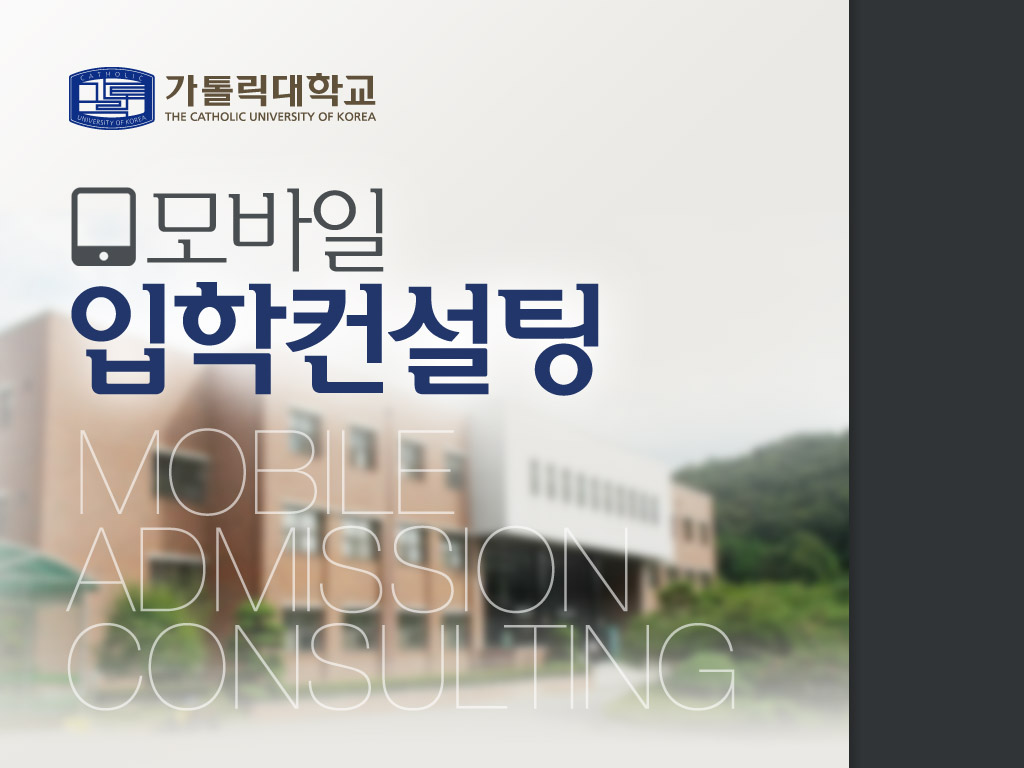 CATHOLIC
UNIVERSITY OF KOREA
가톨릭대학교
THE CATHOLIC UNIVERSITY OF KOREA
모바일
입학컨설팅
MOBILE
ADMISSION
CONSULTING